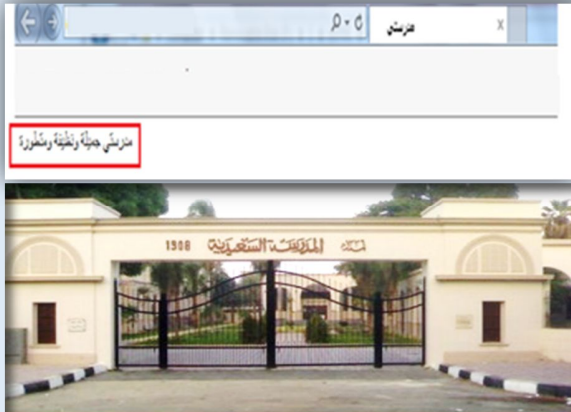 مدرستي
مدرستي جميلة ونظيفة ومتطورة
المدرسة السعيدية 1908